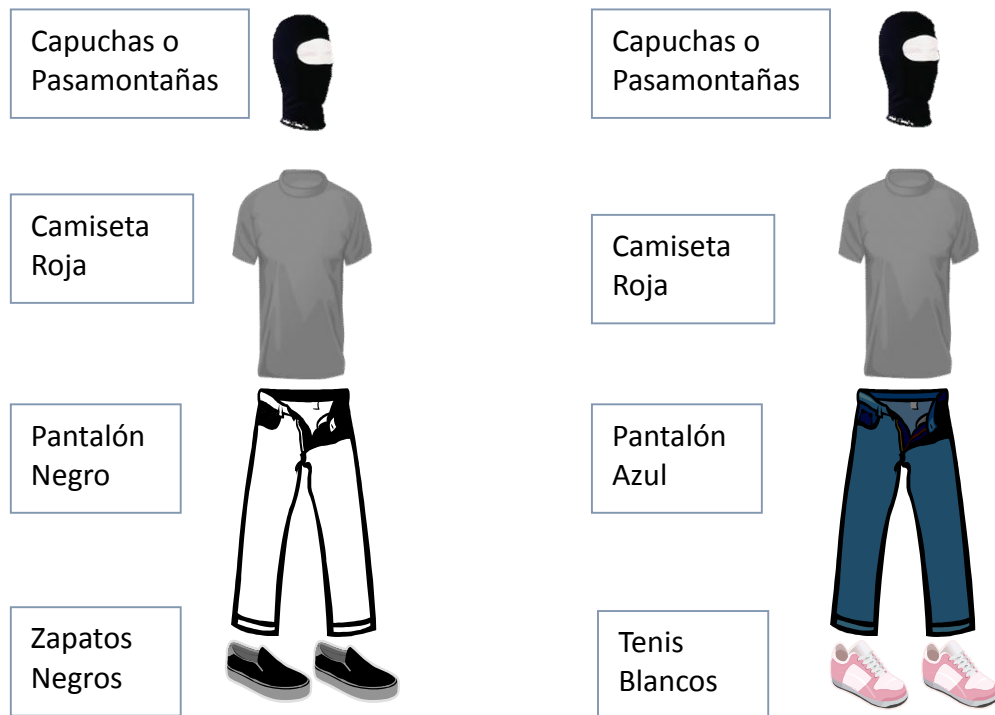 Capuchas o
Pasamontañas
Capuchas o
Pasamontañas
Camiseta
Roja
Camiseta
Roja
Pantalón
Negro
Pantalón
Azul
Zapatos
Negros
Tenis
Blancos